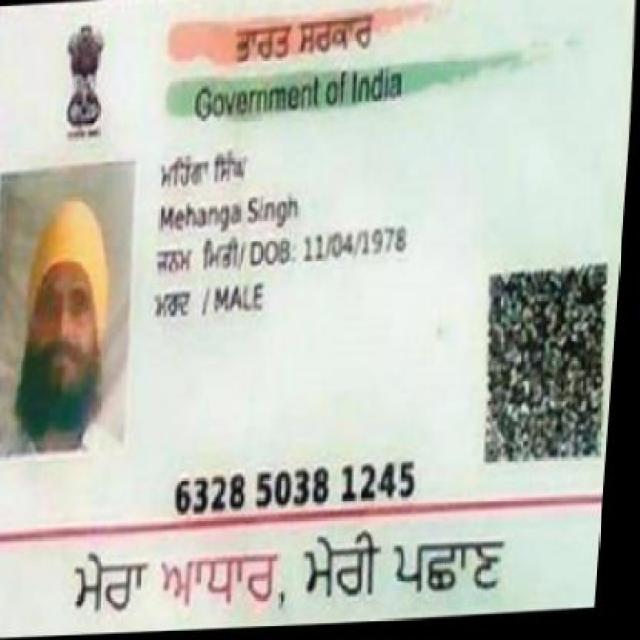 ਭਾਰਤ ਸਰਕਾਰ
Government of India
ਮਹਿੰਗਾ ਸਿੰਘ
Mehanga Singh
ਜਨਮ ਮਿਤੀ/ DOB: 11/04/1978
ਮਰਦ / MALE
6328 5038 1245
ਮੇਰਾ ਆਧਾਰ, ਮੇਰੀ ਪਛਾਣ